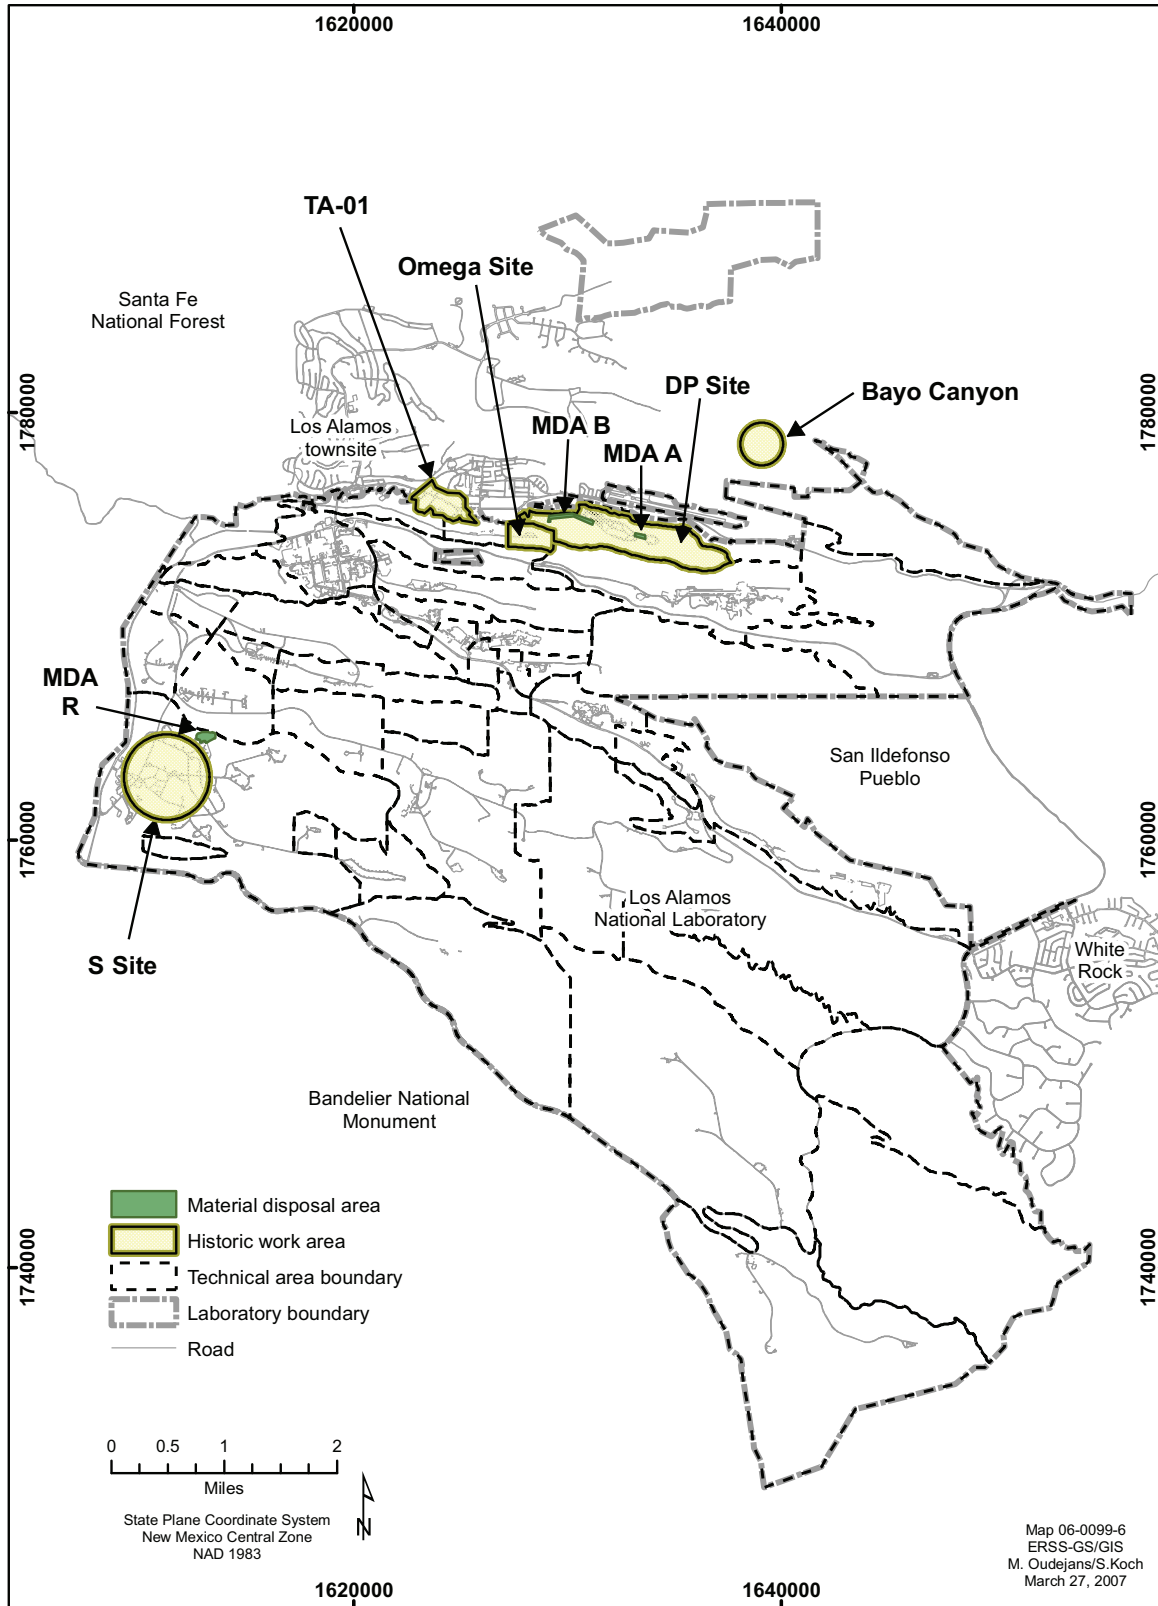 1620000
1640000
TA-01
Omega Site
Santa Fe
National Forest
DP Site
Bayo Canyon
1780000
1780000
Los Alamos
townsite
MDA B
MDA A
MDA
R
San Ildefonso
Pueblo
1760000
1760000
Los Alamos
National Laboratory
White
Rock
S Site
Bandelier National
Monument
Material disposal area
Historic work area
1740000
1740000
Technical area boundary
Laboratory boundary
Road
0 0.5 1 2
Miles
N
State Plane Coordinate System
New Mexico Central Zone
NAD 1983
Map 06-0099-6
ERSS-GS/GIS
M. Oudejans/S.Koch
March 27, 2007
1620000
1640000